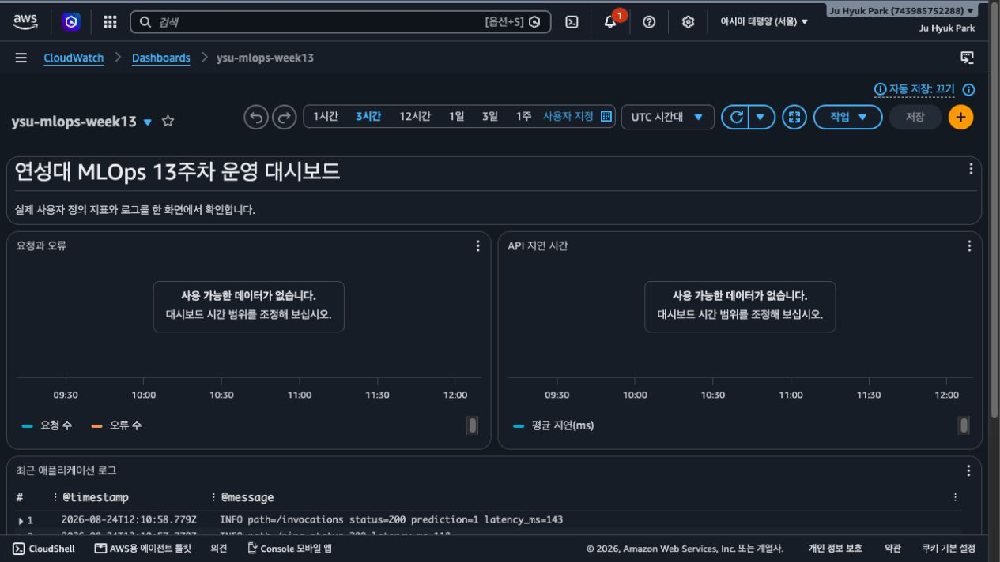 aws
검색
[옵션+S]
1
아시아 태평양 (서울)
Ju Hyuk Park (743985752288)
Ju Hyuk Park
CloudWatch
Dashboards
ysu-mlops-week13
자동 저장: 끄기
ysu-mlops-week13
1시간 3시간 12시간 1일 3일 1주 사용자 지정
UTC 시간대
작업
저장
연성대 MLOps 13주차 운영 대시보드
실제 사용자 정의 지표와 로그를 한 화면에서 확인합니다.
요청과 오류
사용 가능한 데이터가 없습니다.
대시보드 시간 범위를 조정해 보십시오.
09:30 10:00 10:30 11:00 11:30 12:00
요청 수 오류 수
API 지연 시간
사용 가능한 데이터가 없습니다.
대시보드 시간 범위를 조정해 보십시오.
09:30 10:00 10:30 11:00 11:30 12:00
평균 지연(ms)
최근 애플리케이션 로그
# @timestamp @message
1 2026-08-24T12:10:58.779Z INFO path=/invocations status=200 prediction=1 latency_ms=143
CloudShell AWS용 에이전트 툴킷 의견 Console 모바일 앱
© 2026, Amazon Web Services, Inc. 또는 계열사. 개인 정보 보호 약관 쿠키 기본 설정